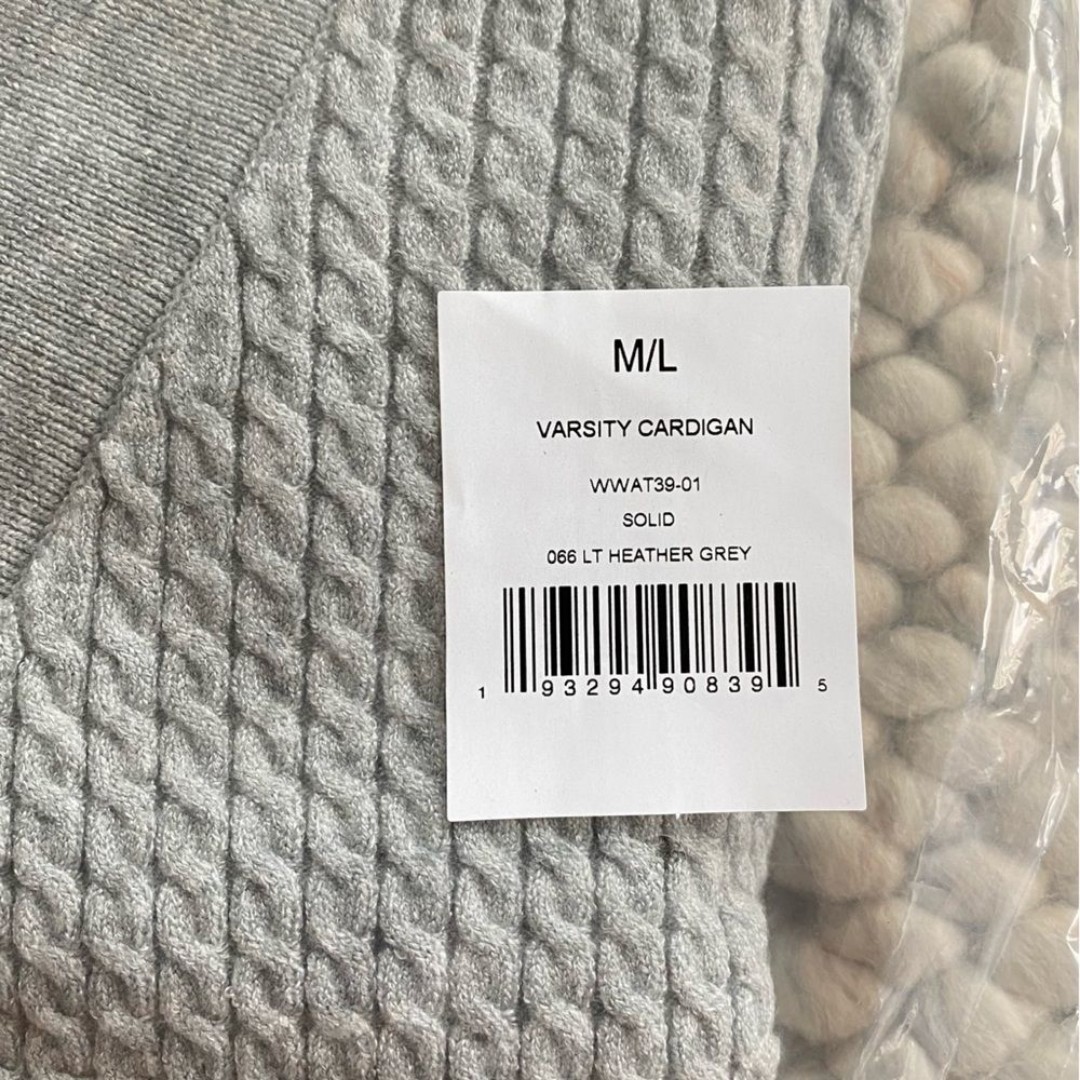 M/L
VARSITY CARDIGAN
WWAT39-01
SOLID
066 LT HEATHER GREY
1 93294 90839 5